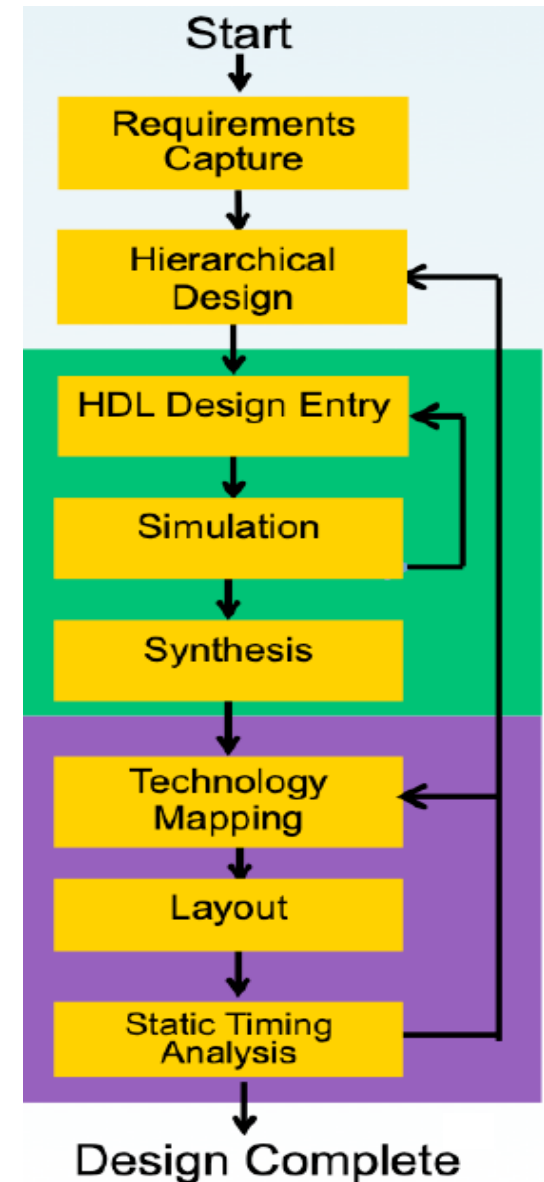 Start
Requirements
Capture
Hierarchical
Design
HDL Design Entry
Simulation
Synthesis
Technology
Mapping
Layout
Static Timing
Analysis
Design Complete